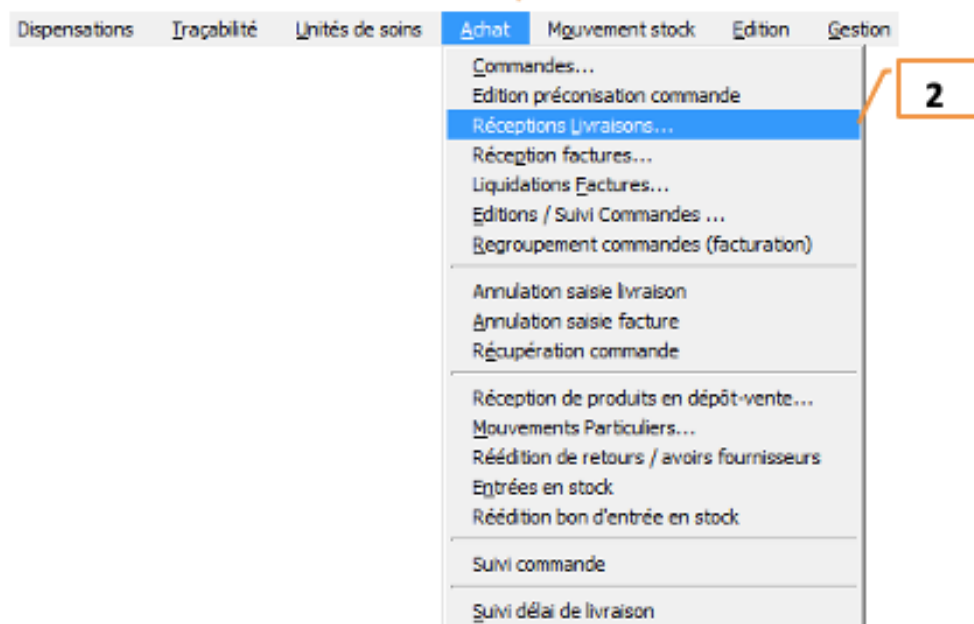 Dispensations Traçabilité Unités de soins Achat Mouvement stock Edition Gestion
Commandes...
Edition préconisation commande
2
Réceptions Livraisons...
Réception factures...
Liquidations Factures...
Editions / Suivi Commandes ...
Regroupement commandes (facturation)
Annulation saisie livraison
Annulation saisie facture
Récupération commande
Réception de produits en dépôt-vente...
Mouvements Particuliers...
Réédition de retours / avoirs fournisseurs
Entrées en stock
Réédition bon d'entrée en stock
Suivi commande
Suivi délai de livraison